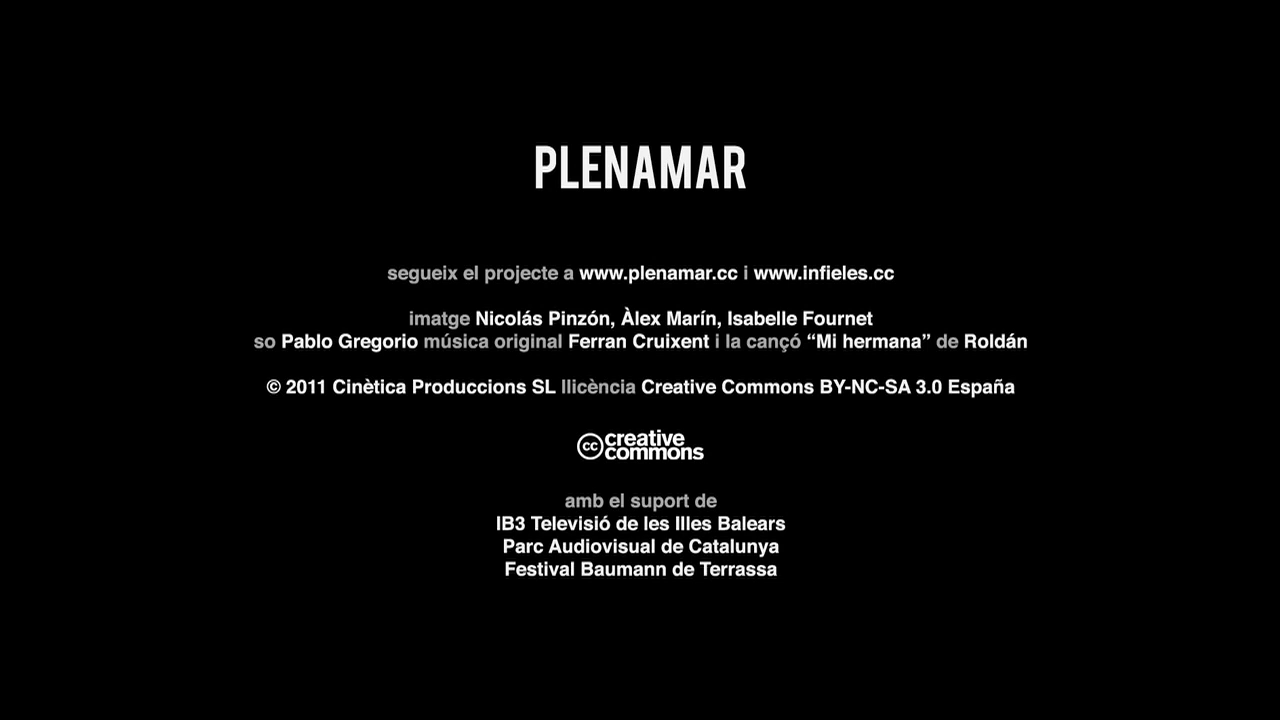 PLENAMAR
segueix el projecte a www.plenamar.cc i www.infieles.cc
imatge Nicolás Pinzón, Àlex Marín, Isabelle Fournet
so Pablo Gregorio música original Ferran Cruixent i la cançó “Mi hermana” de Roldán
© 2011 Cinètica Produccions SL llicència Creative Commons BY-NC-SA 3.0 España
cc creative
commons
amb el suport de
IB3 Televisió de les Illes Balears
Parc Audiovisual de Catalunya
Festival Baumann de Terrassa